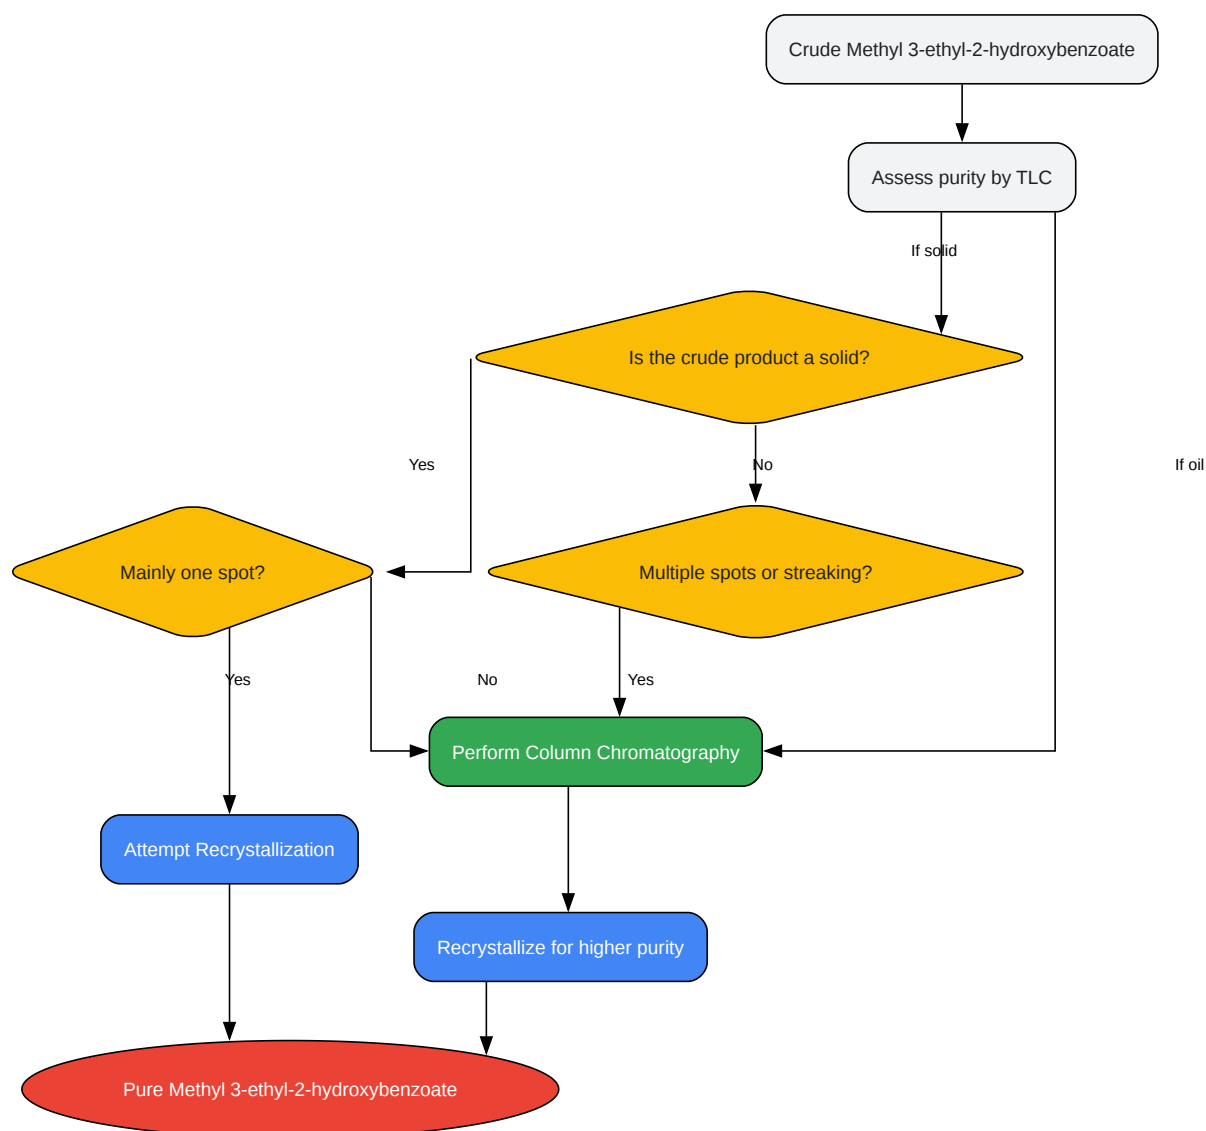 Crude Methyl 3-ethyl-2-hydroxybenzoate
Assess purity by TLC
If solid
Is the crude product a solid?
Yes
No
If oil
Mainly one spot?
Multiple spots or streaking?
Yes
No
Yes
Perform Column Chromatography
Attempt Recrystallization
Recrystallize for higher purity
Pure Methyl 3-ethyl-2-hydroxybenzoate